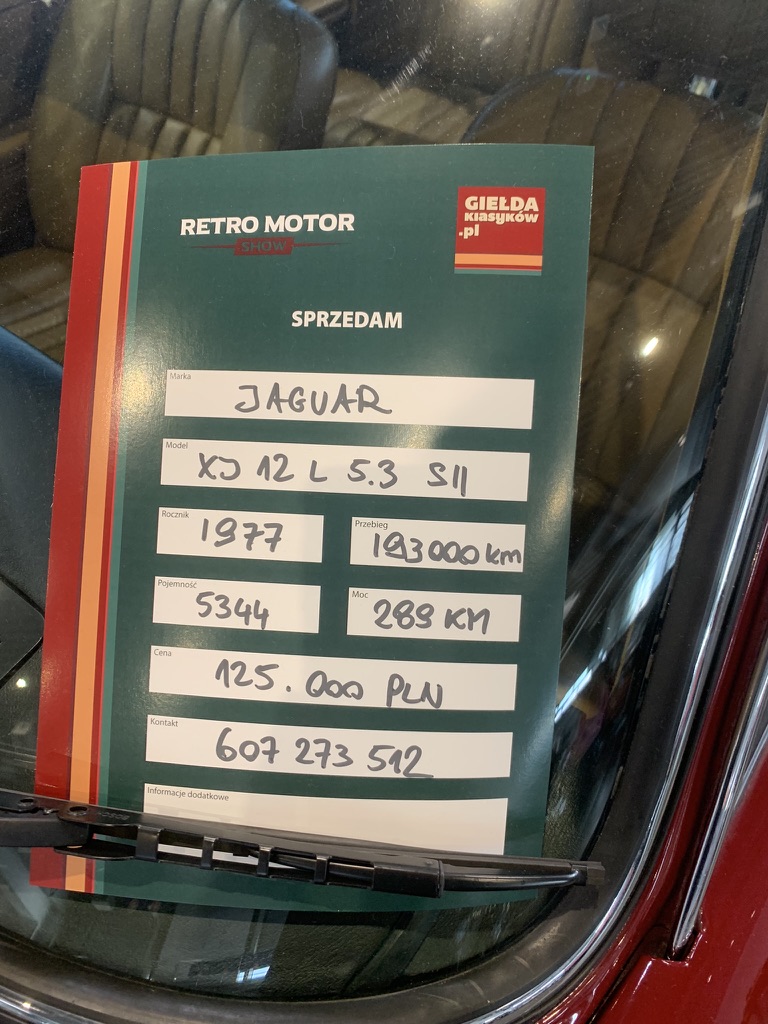 RETRO MOTOR
SHOW
GIEŁDA
klasyków
.pl
SPRZEDAM
Marka
JAGUAR
Model
XJ 12 L 5.3 SII
Rocznik
1977
Przebieg
193000 km
Pojemność
5344
Moc
289 KM
Cena
125.000 PLN
Kontakt
607 273 512
Informacje dodatkowe